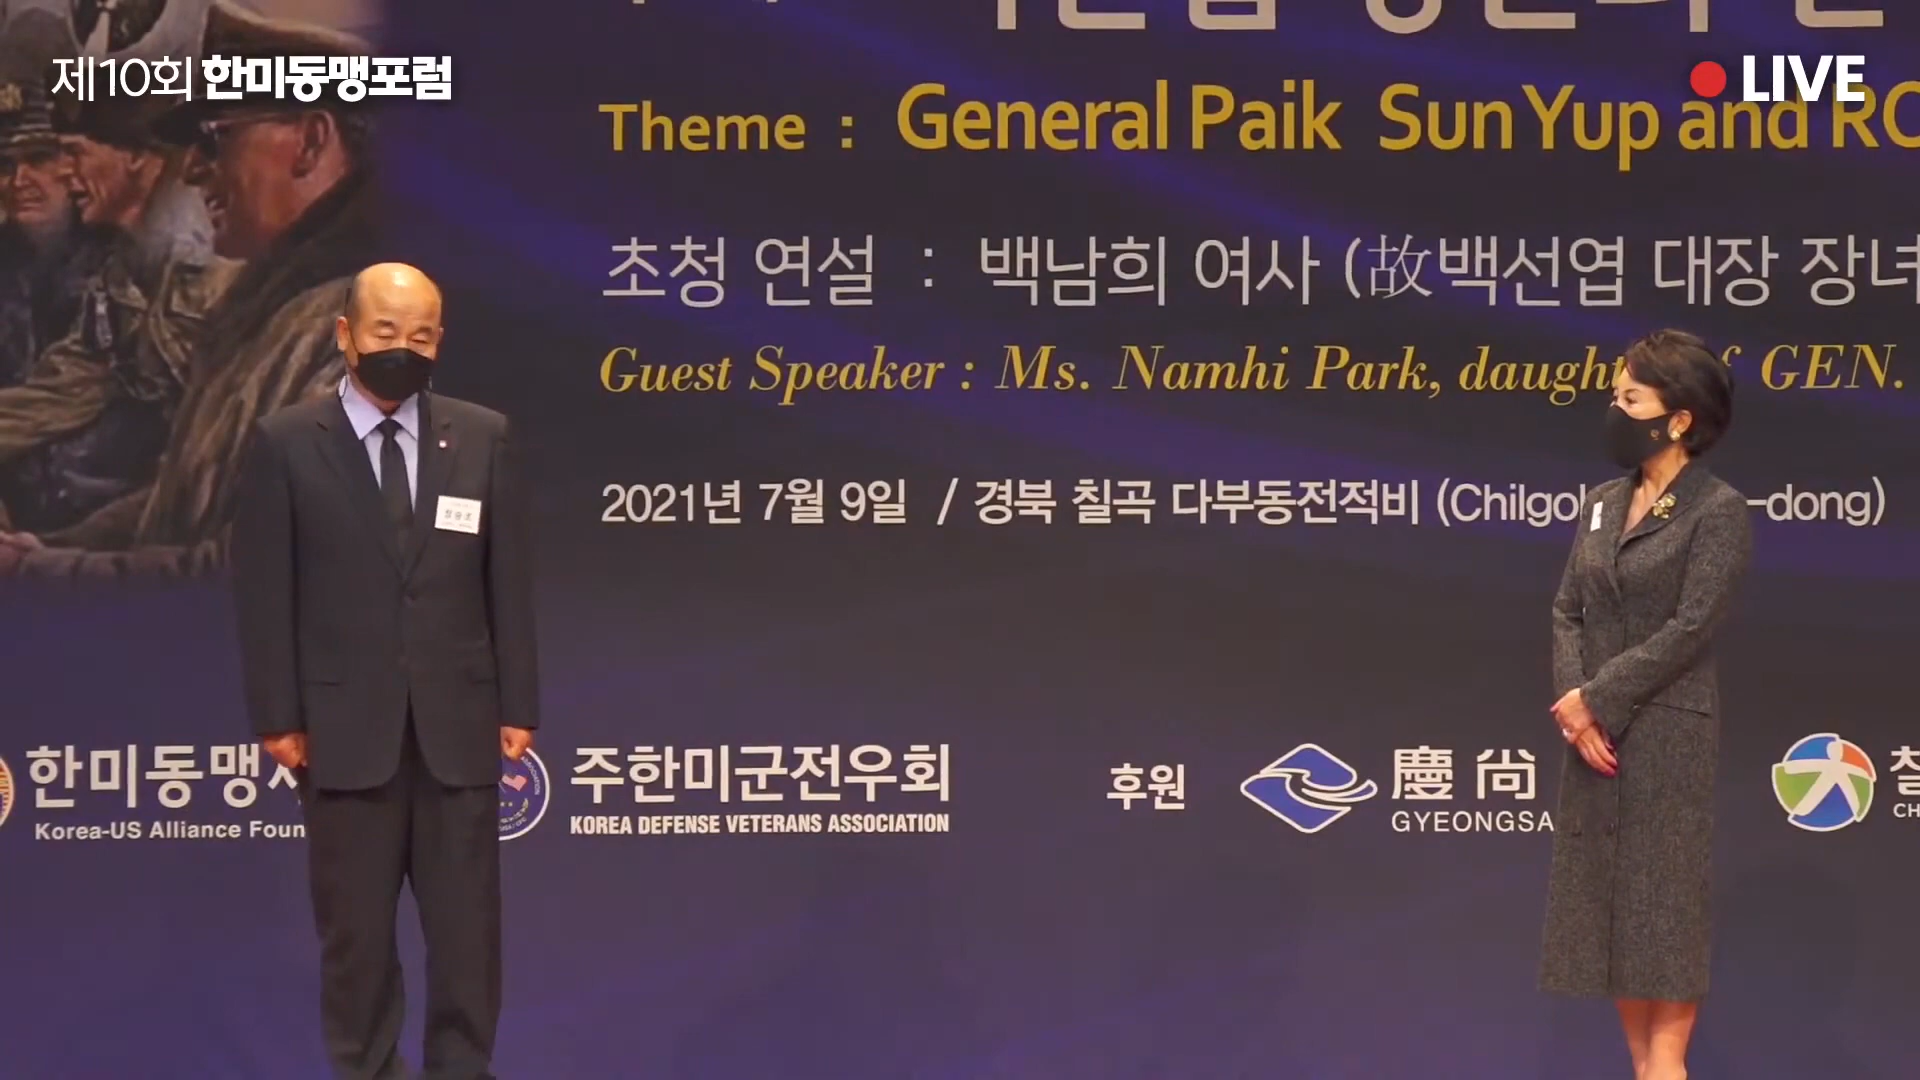 제10회 한미동맹포럼
LIVE
Theme : General Paik Sun Yup and RO
초청 연설 : 백남희 여사 (故백선엽 대장 장녀
Guest Speaker : Ms. Namhi Park, daught f GEN.
2021년 7월 9일 / 경북 칠곡 다부동전적비 (Chilgo -dong)
한미동맹
Korea-US Alliance Foun
주한미군전우회
KOREA DEFENSE VETERANS ASSOCIATION
후원
慶尚
GYEONGSA
칠
CH